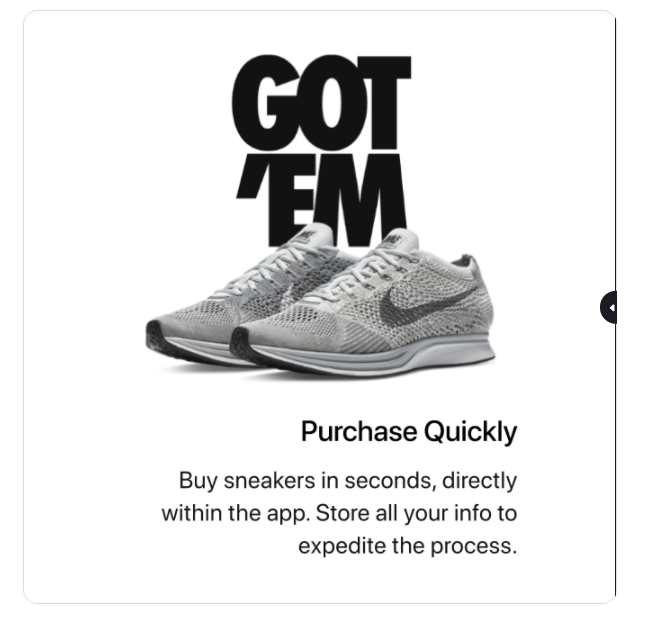 GOT
'EM
Purchase Quickly
Buy sneakers in seconds, directly
within the app. Store all your info to
expedite the process.